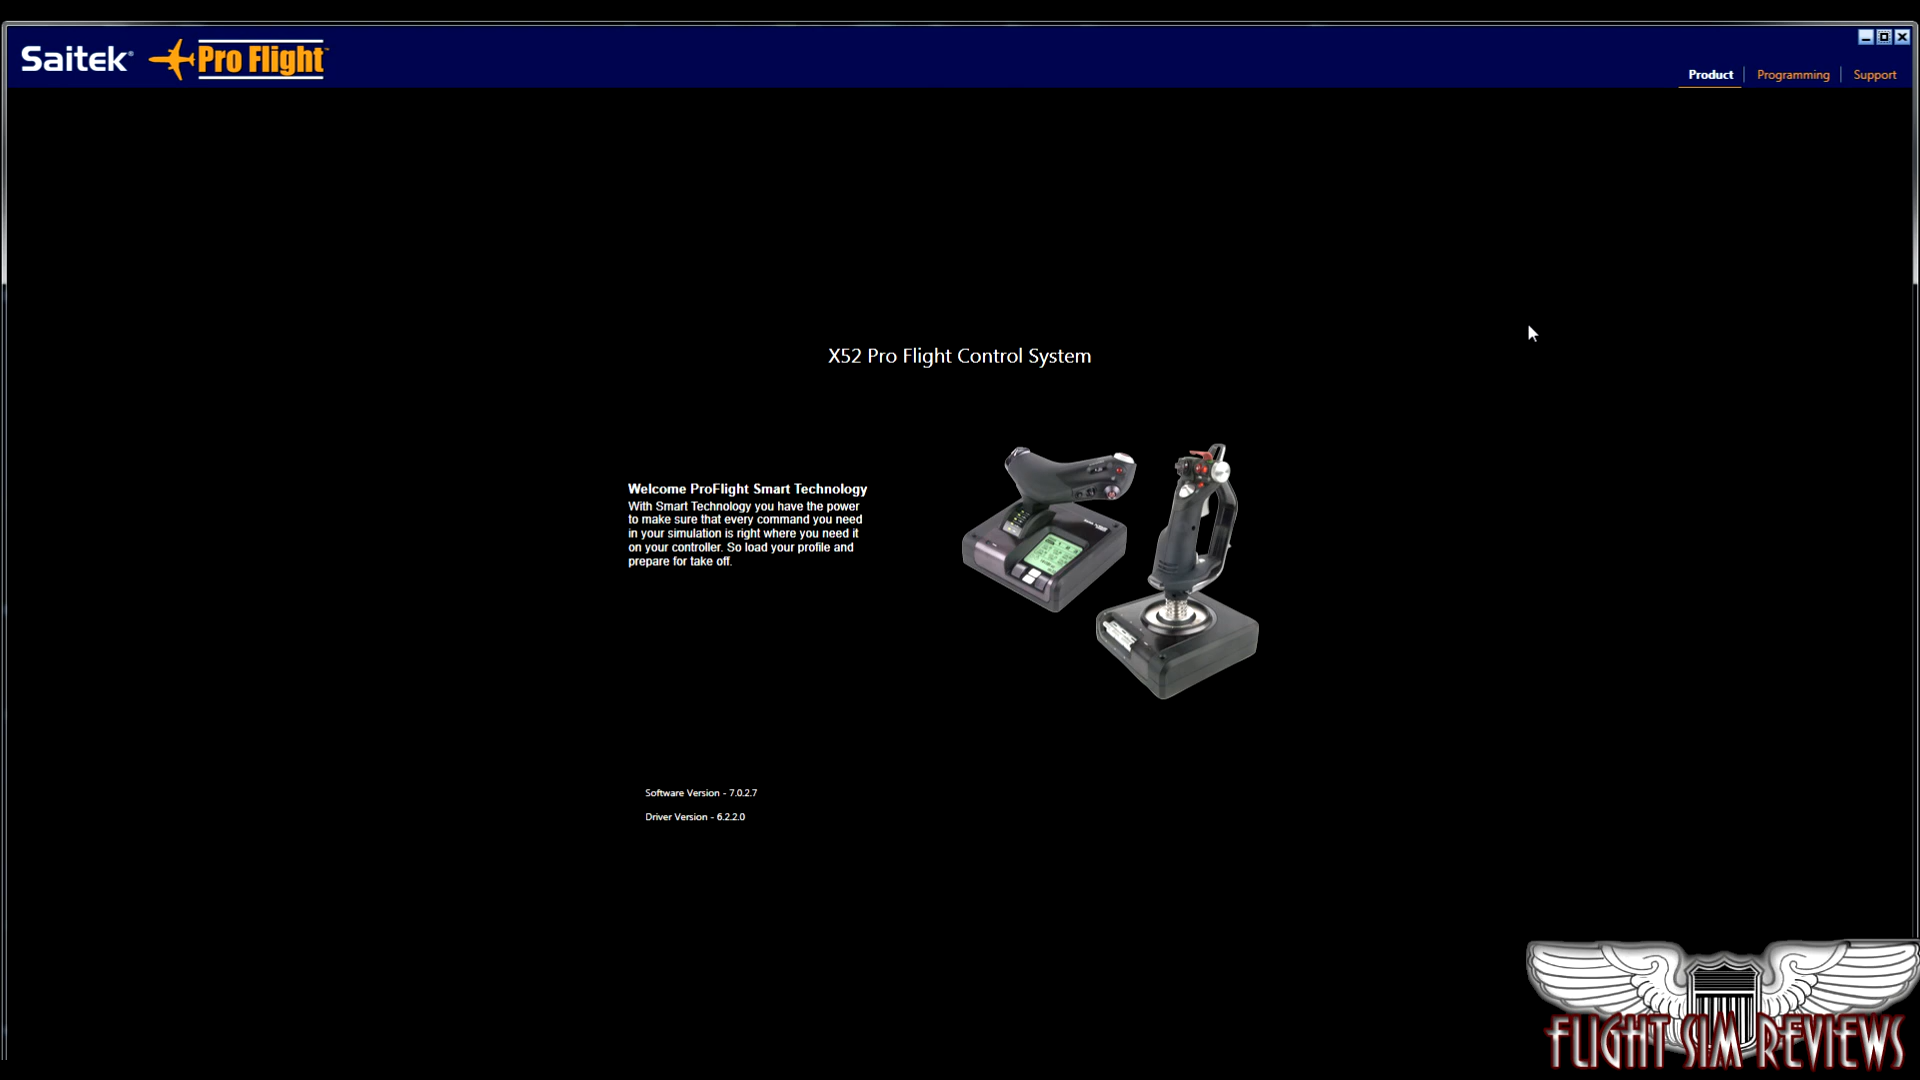 Saitek® Pro Flight™
Product | Programming | Support
X52 Pro Flight Control System
Welcome ProFlight Smart Technology
With Smart Technology you have the power
to make sure that every command you need
in your simulation is right where you need it
on your controller. So load your profile and
prepare for take off.
Software Version - 7.0.2.7
Driver Version - 6.2.2.0
FLIGHT SIM REVIEWS